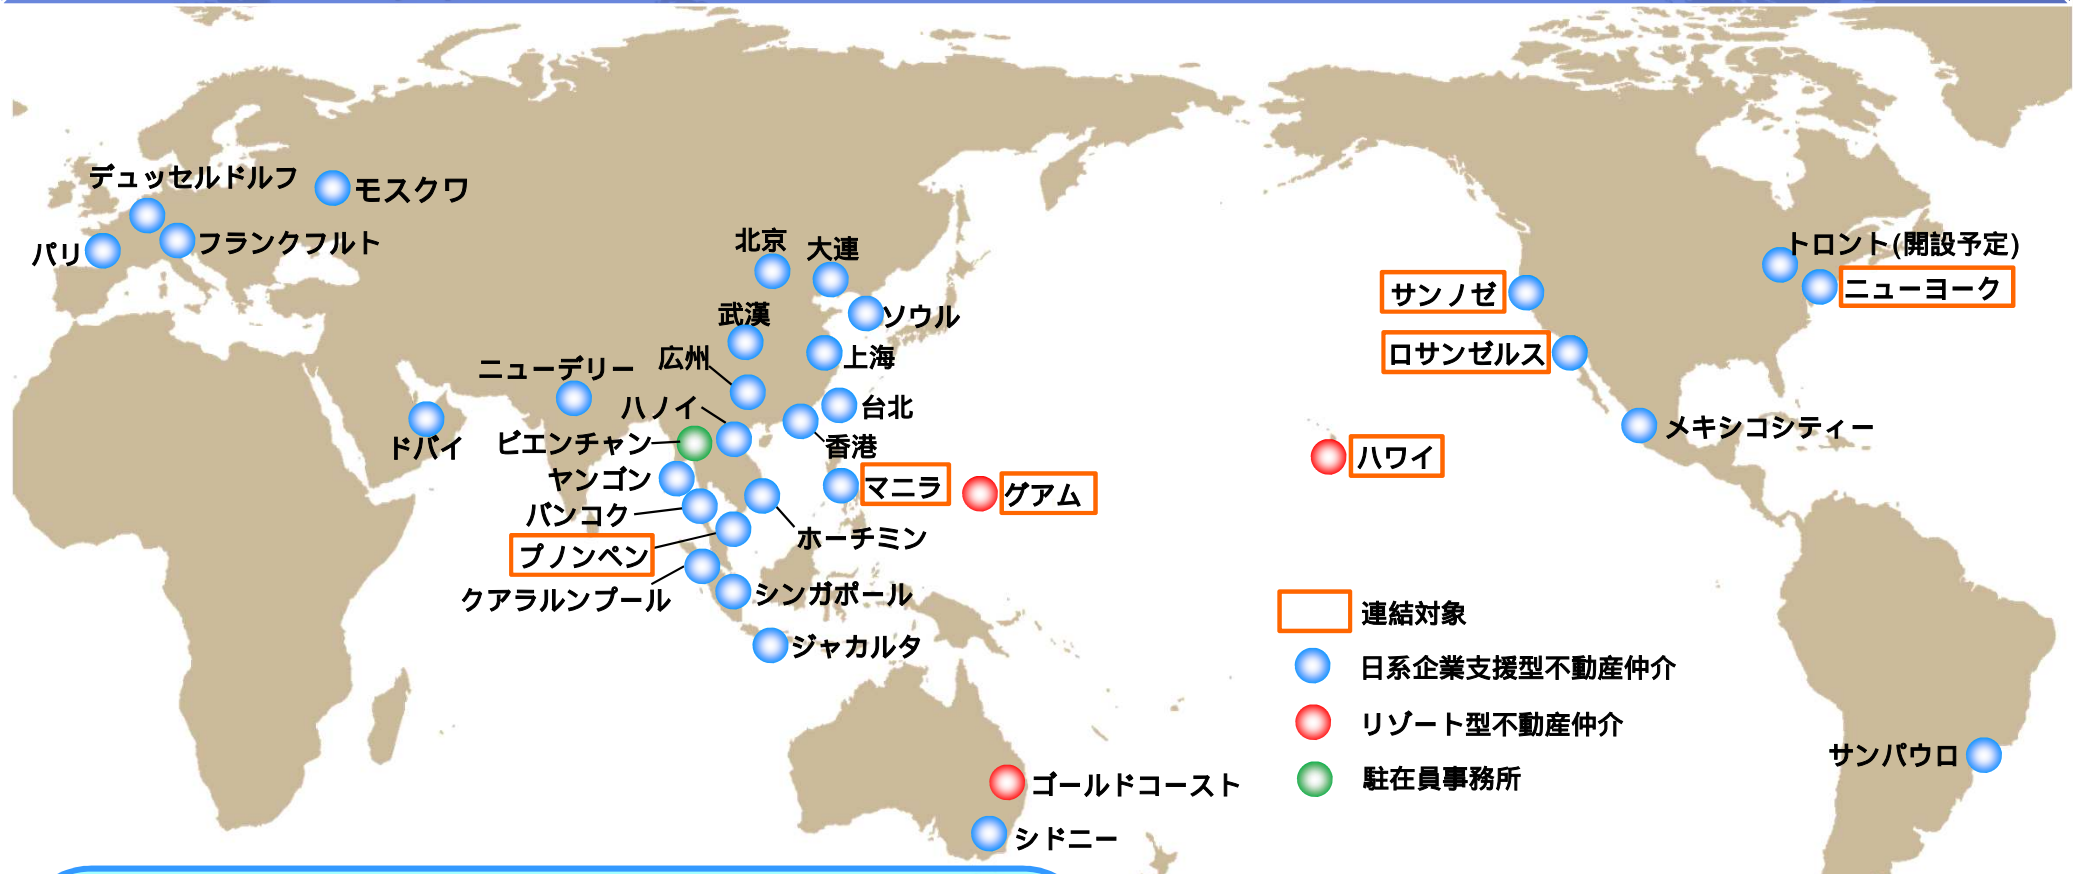 デュッセルドルフ
モスクワ
パリ
フランクフルト
北京
大連
武漢
ソウル
広州
上海
ニューデリー
ハノイ
台北
ドバイ
ビエンチャン
香港
ヤンゴン
マニラ
グアム
バンコク
ホーチミン
プノンペン
クアラルンプール
シンガポール
ジャカルタ
ゴールドコースト
シドニー
トロント(開設予定)
サンノゼ
ニューヨーク
ロサンゼルス
メキシコシティー
ハワイ
サンパウロ
連結対象
日系企業支援型不動産仲介
リゾート型不動産仲介
駐在員事務所